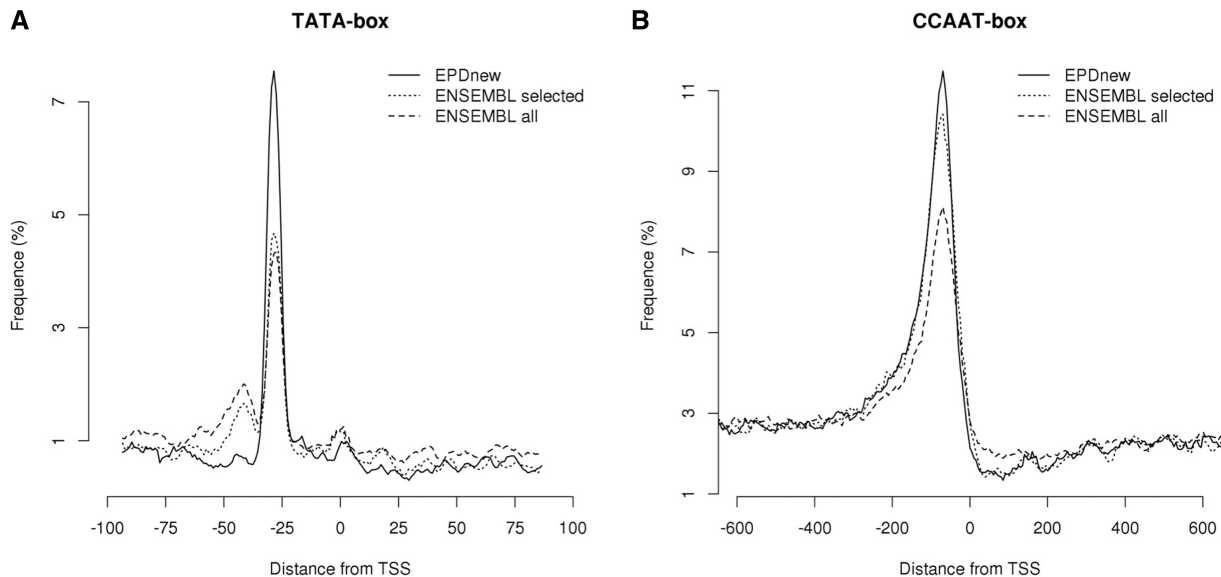 A
TATA-box
EPDnew
ENSEMBL selected
ENSEMBL all
7
5
3
1
Frequency (%)
-100 -75 -50 -25 0 25 50 75 100
Distance from TSS
B
CCAAT-box
EPDnew
ENSEMBL selected
ENSEMBL all
11
9
7
5
3
1
Frequency (%)
-600 -400 -200 0 200 400 600
Distance from TSS